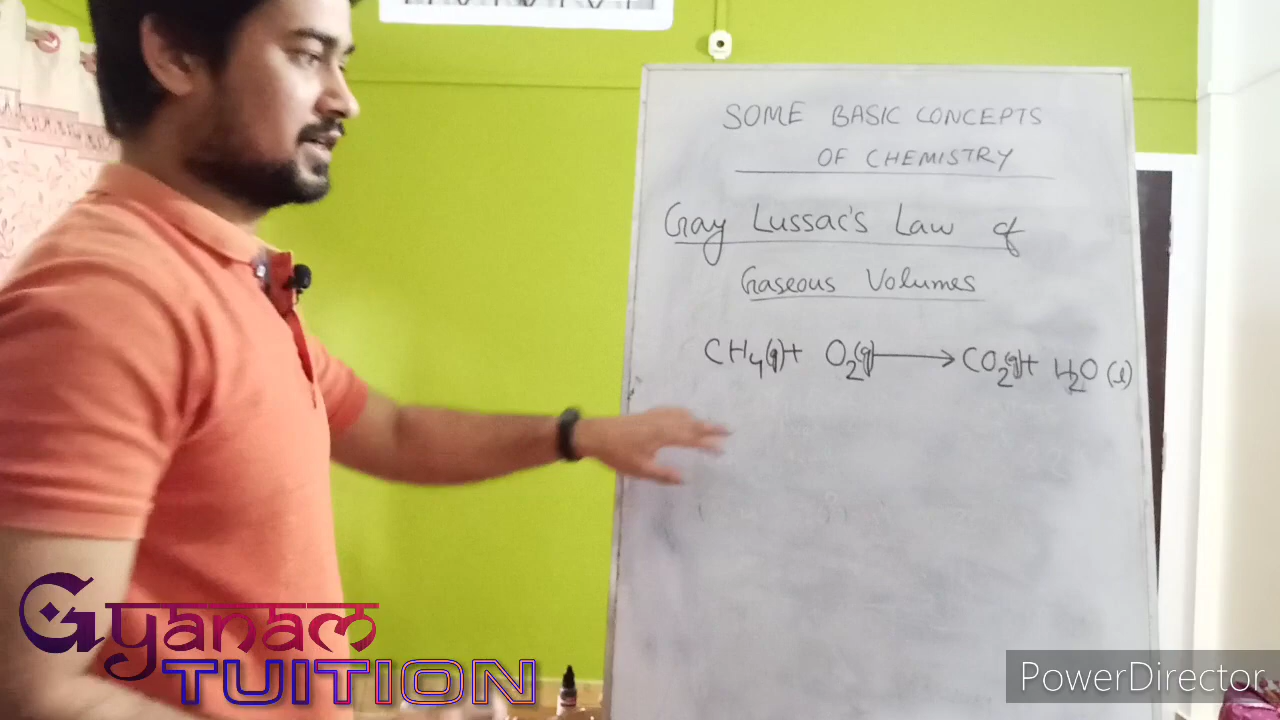 SOME BASIC CONCEPTS
OF CHEMISTRY
Gay Lussac's Law of
Gaseous Volumes
CH4(g)+ O2(g) ⟶ CO2(g)+ H2O (l)
Gyanam
TUITION
PowerDirector